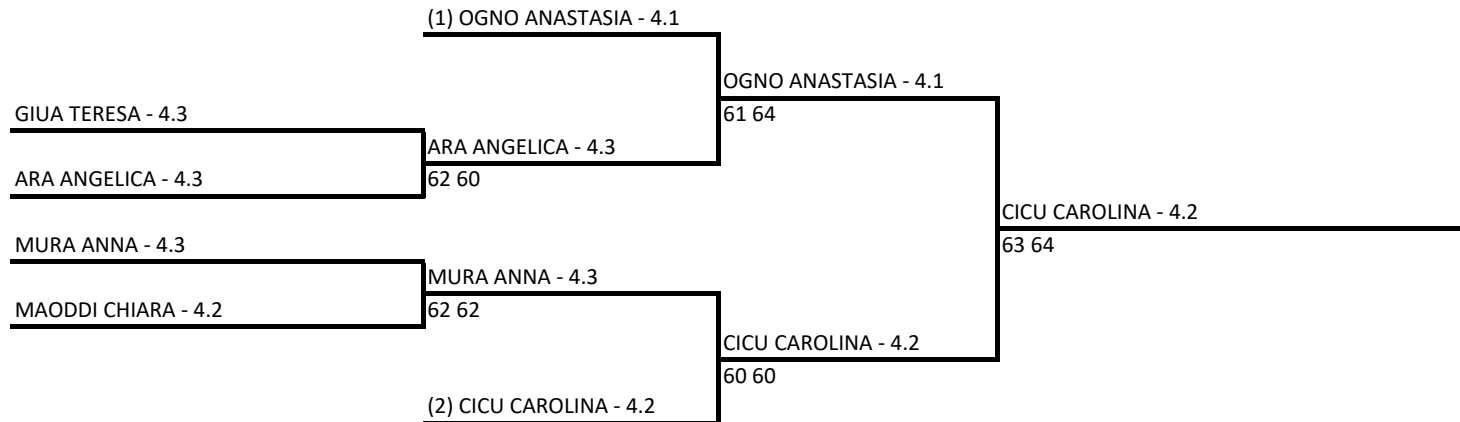 (1) OGNO ANASTASIA - 4.1
OGNO ANASTASIA - 4.1
GIUA TERESA - 4.3
61 64
ARA ANGELICA - 4.3
ARA ANGELICA - 4.3
62 60
CICU CAROLINA - 4.2
MURA ANNA - 4.3
63 64
MURA ANNA - 4.3
MAODDI CHIARA - 4.2
62 62
CICU CAROLINA - 4.2
60 60
(2) CICU CAROLINA - 4.2